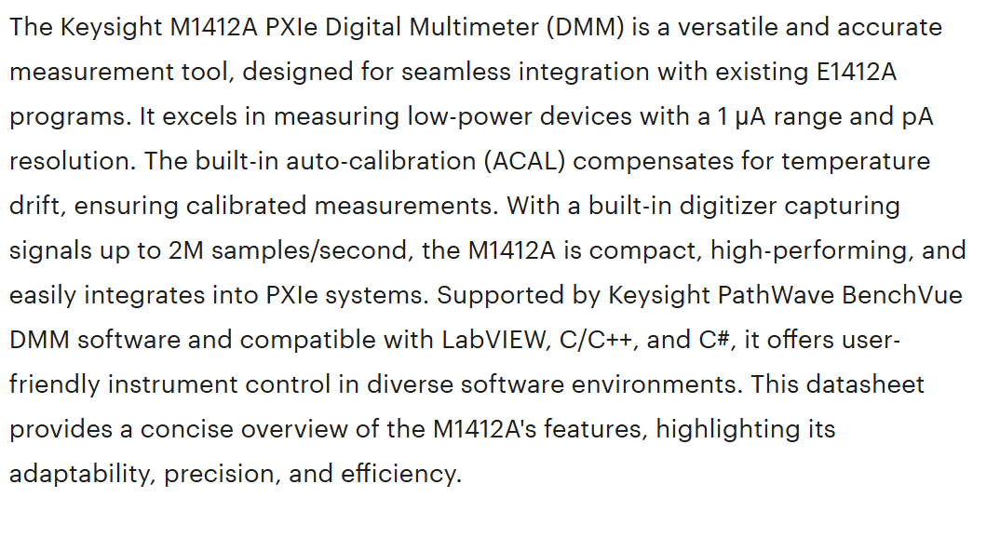 The Keysight M1412A PXIe Digital Multimeter (DMM) is a versatile and accurate
measurement tool, designed for seamless integration with existing E1412A
programs. It excels in measuring low-power devices with a 1 μA range and pA
resolution. The built-in auto-calibration (ACAL) compensates for temperature
drift, ensuring calibrated measurements. With a built-in digitizer capturing
signals up to 2M samples/second, the M1412A is compact, high-performing, and
easily integrates into PXIe systems. Supported by Keysight PathWave BenchVue
DMM software and compatible with LabVIEW, C/C++, and C#, it offers user-
friendly instrument control in diverse software environments. This datasheet
provides a concise overview of the M1412A's features, highlighting its
adaptability, precision, and efficiency.